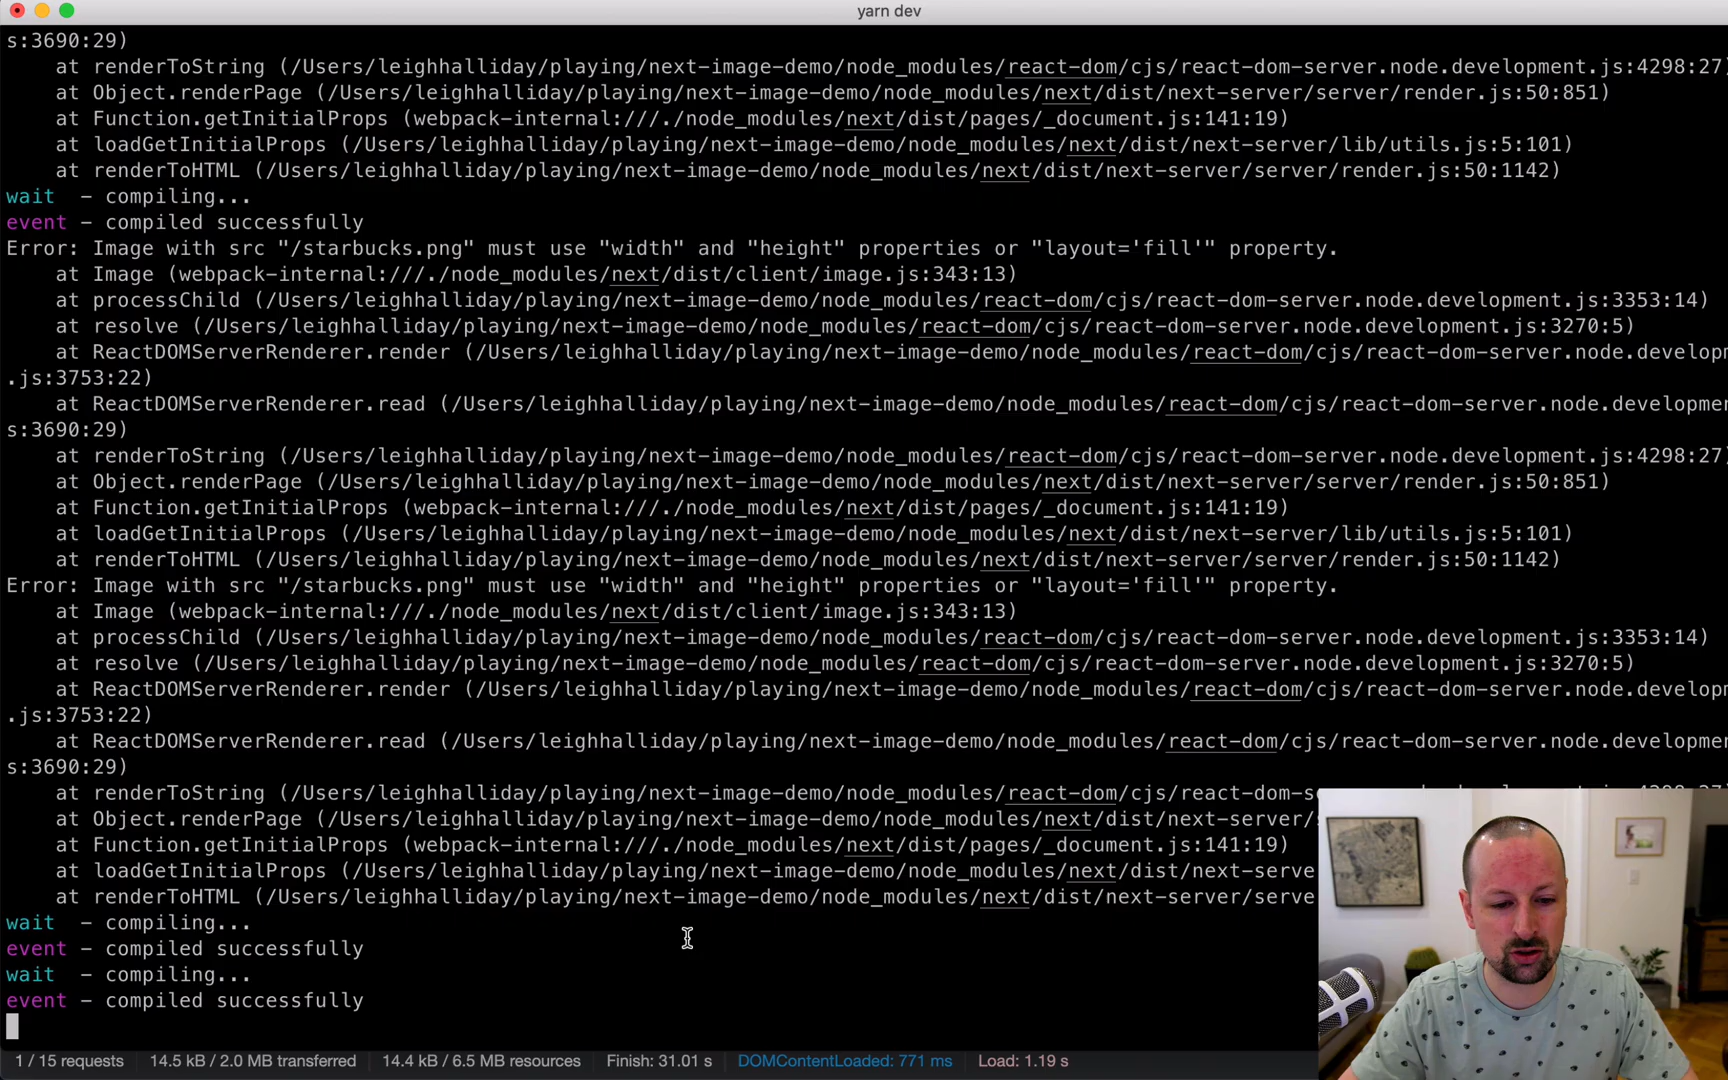 yarn dev
s:3690:29)
at renderToString (/Users/leighhalliday/playing/next-image-demo/node_modules/react-dom/cjs/react-dom-server.node.development.js:4298:27)
at Object.renderPage (/Users/leighhalliday/playing/next-image-demo/node_modules/next/dist/next-server/server/render.js:50:851)
at Function.getInitialProps (webpack-internal:///./node_modules/next/dist/pages/_document.js:141:19)
at loadGetInitialProps (/Users/leighhalliday/playing/next-image-demo/node_modules/next/dist/next-server/lib/utils.js:5:101)
at renderToHTML (/Users/leighhalliday/playing/next-image-demo/node_modules/next/dist/next-server/server/render.js:50:1142)
wait - compiling...
event - compiled successfully
Error: Image with src "/starbucks.png" must use "width" and "height" properties or "layout='fill'" property.
at Image (webpack-internal:///./node_modules/next/dist/client/image.js:343:13)
at processChild (/Users/leighhalliday/playing/next-image-demo/node_modules/react-dom/cjs/react-dom-server.node.development.js:3353:14)
at resolve (/Users/leighhalliday/playing/next-image-demo/node_modules/react-dom/cjs/react-dom-server.node.development.js:3270:5)
at ReactDOMServerRenderer.render (/Users/leighhalliday/playing/next-image-demo/node_modules/react-dom/cjs/react-dom-server.node.developm
.js:3753:22)
at ReactDOMServerRenderer.read (/Users/leighhalliday/playing/next-image-demo/node_modules/react-dom/cjs/react-dom-server.node.developmen
s:3690:29)
at renderToString (/Users/leighhalliday/playing/next-image-demo/node_modules/react-dom/cjs/react-dom-server.node.development.js:4298:27)
at Object.renderPage (/Users/leighhalliday/playing/next-image-demo/node_modules/next/dist/next-server/server/render.js:50:851)
at Function.getInitialProps (webpack-internal:///./node_modules/next/dist/pages/_document.js:141:19)
at loadGetInitialProps (/Users/leighhalliday/playing/next-image-demo/node_modules/next/dist/next-server/lib/utils.js:5:101)
at renderToHTML (/Users/leighhalliday/playing/next-image-demo/node_modules/next/dist/next-server/server/render.js:50:1142)
Error: Image with src "/starbucks.png" must use "width" and "height" properties or "layout='fill'" property.
at Image (webpack-internal:///./node_modules/next/dist/client/image.js:343:13)
at processChild (/Users/leighhalliday/playing/next-image-demo/node_modules/react-dom/cjs/react-dom-server.node.development.js:3353:14)
at resolve (/Users/leighhalliday/playing/next-image-demo/node_modules/react-dom/cjs/react-dom-server.node.development.js:3270:5)
at ReactDOMServerRenderer.render (/Users/leighhalliday/playing/next-image-demo/node_modules/react-dom/cjs/react-dom-server.node.developm
.js:3753:22)
at ReactDOMServerRenderer.read (/Users/leighhalliday/playing/next-image-demo/node_modules/react-dom/cjs/react-dom-server.node.developmen
s:3690:29)
at renderToString (/Users/leighhalliday/playing/next-image-demo/node_modules/react-dom/cjs/react-dom-s
at Object.renderPage (/Users/leighhalliday/playing/next-image-demo/node_modules/next/dist/next-server/
at Function.getInitialProps (webpack-internal:///./node_modules/next/dist/pages/_document.js:141:19)
at loadGetInitialProps (/Users/leighhalliday/playing/next-image-demo/node_modules/next/dist/next-serve
at renderToHTML (/Users/leighhalliday/playing/next-image-demo/node_modules/next/dist/next-server/serve
wait - compiling...
event - compiled successfully
wait - compiling...
event - compiled successfully
1 / 15 requests 14.5 kB / 2.0 MB transferred 14.4 kB / 6.5 MB resources Finish: 31.01 s DOMContentLoaded: 771 ms Load: 1.19 s